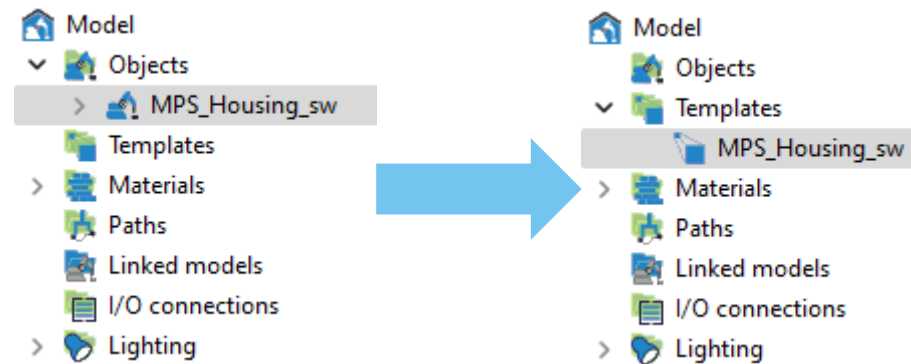 Model
Objects
MPS_Housing_sw
Templates
Materials
Paths
Linked models
I/O connections
Lighting
Model
Objects
Templates
MPS_Housing_sw
Materials
Paths
Linked models
I/O connections
Lighting